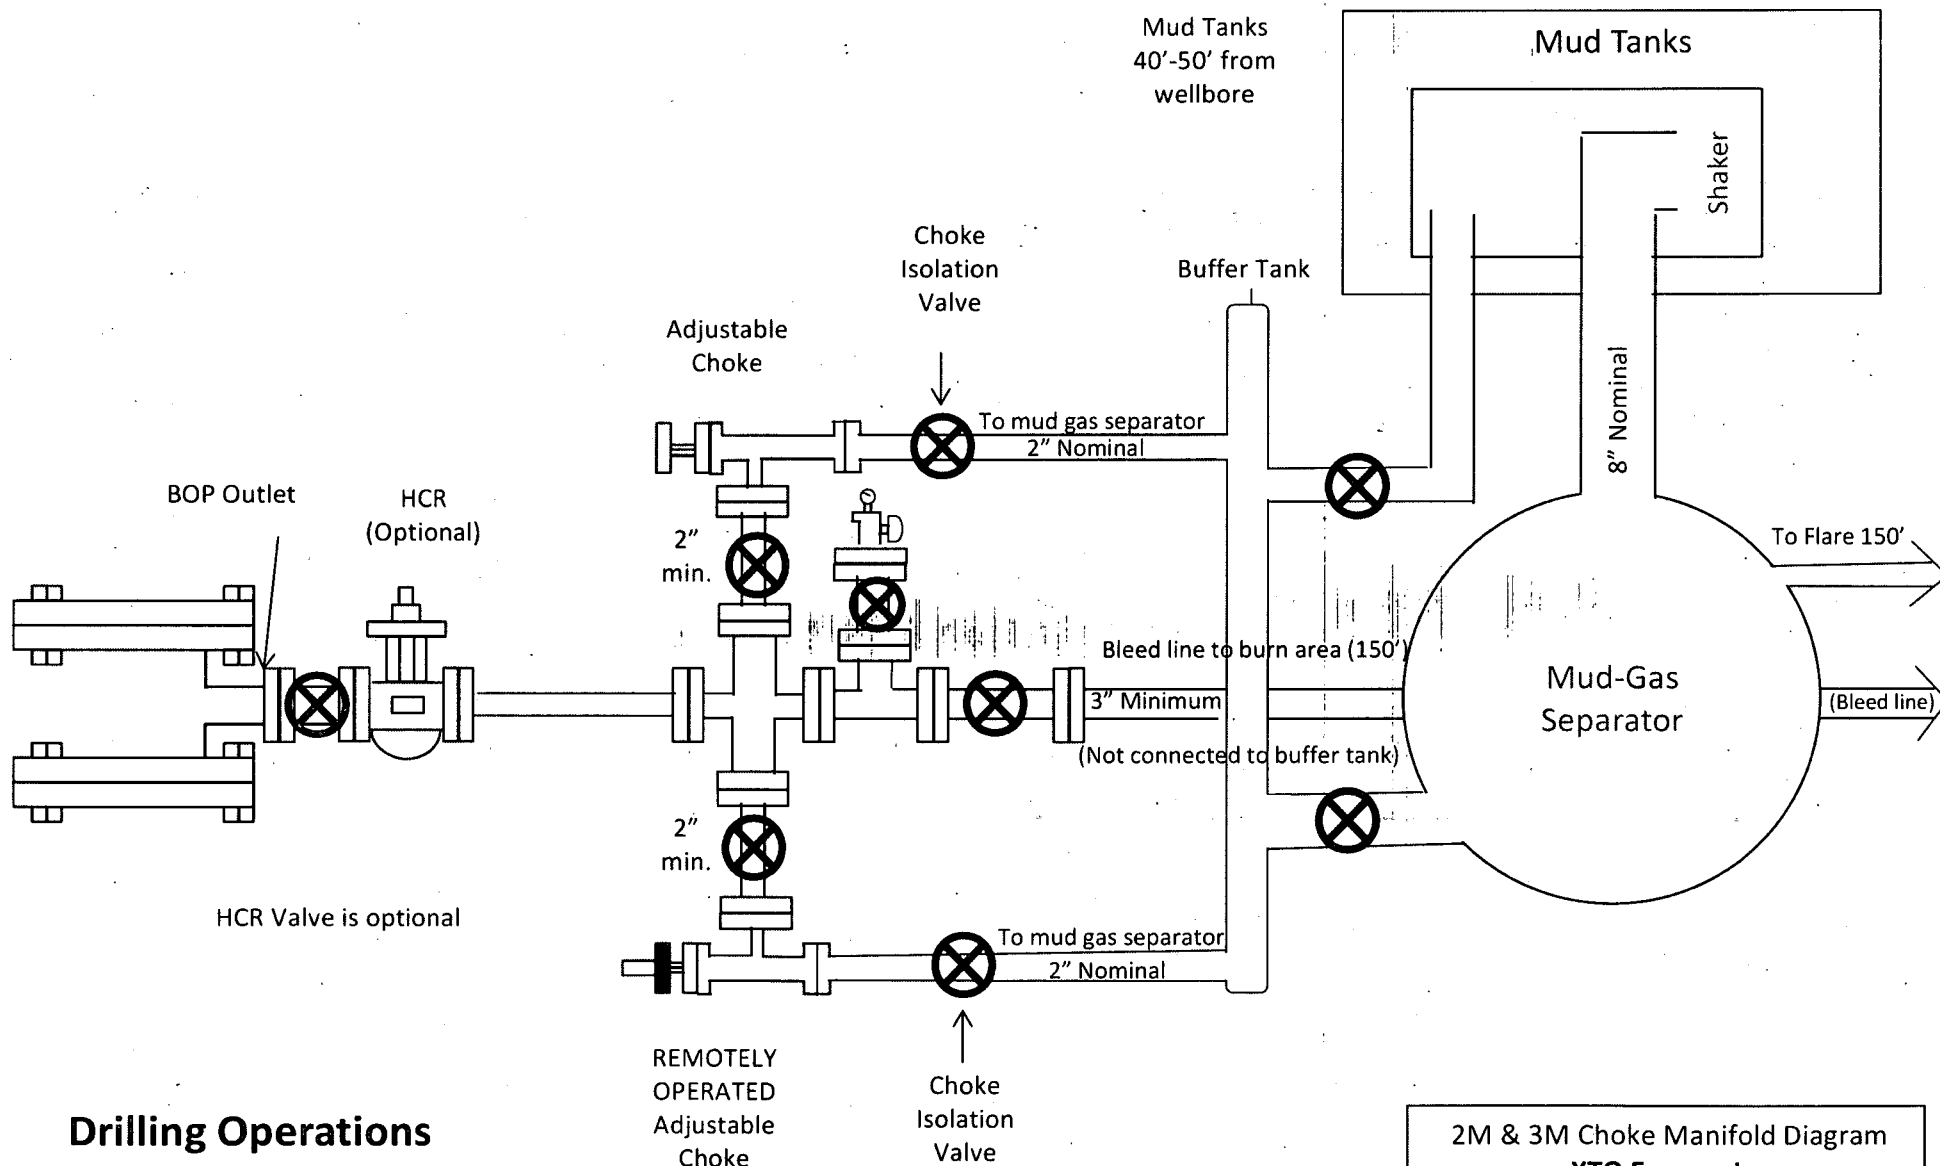 Mud Tanks
40'-50' from
wellbore
Mud Tanks
Shaker
Choke
Isolation
Valve
Buffer Tank
Adjustable
Choke
8” Nominal
To mud gas separator
2” Nominal
BOP Outlet
HCR
(Optional)
2”
min.
To Flare 150'
Bleed line to burn area (150')
3” Minimum
(Not connected to buffer tank)
Mud-Gas
Separator
(Bleed line)
2”
min.
HCR Valve is optional
To mud gas separator
2” Nominal
REMOTELY
OPERATED
Adjustable
Choke
Choke
Isolation
Valve
Drilling Operations
2M & 3M Choke Manifold Diagram